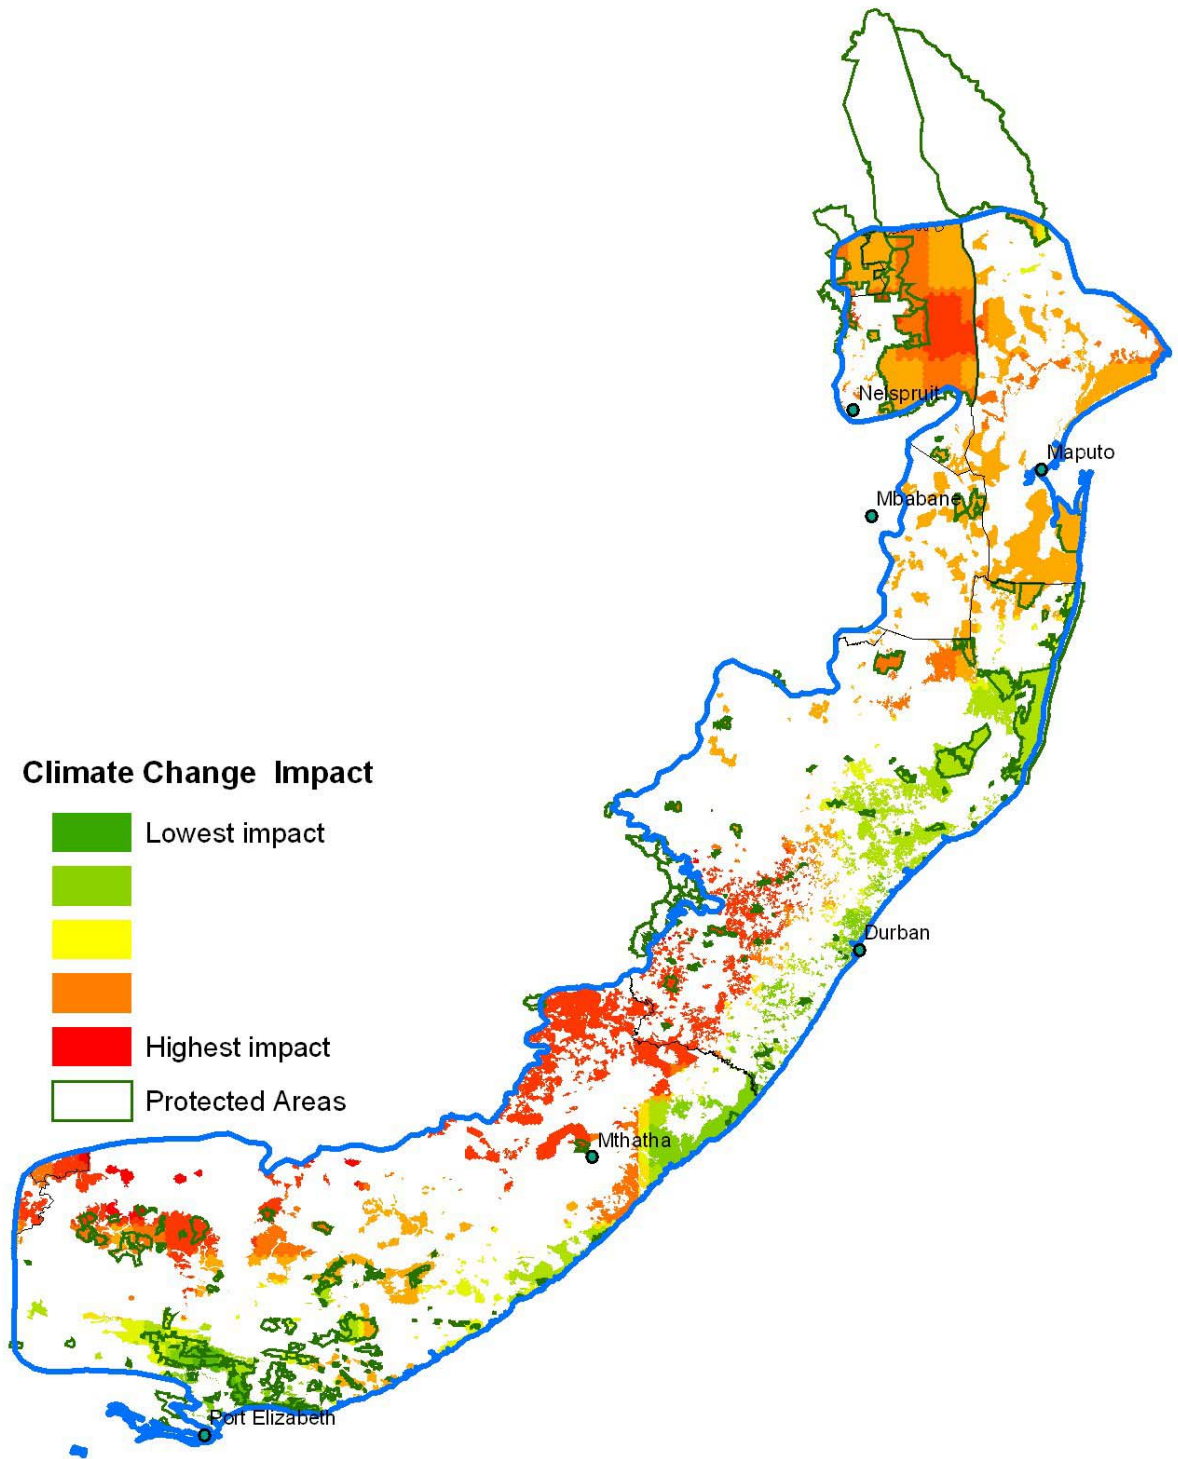 Nelspruit
Maputo
Mbabane
Climate Change Impact
Lowest impact
Durban
Highest impact
Protected Areas
Mthatha
Port Elizabeth